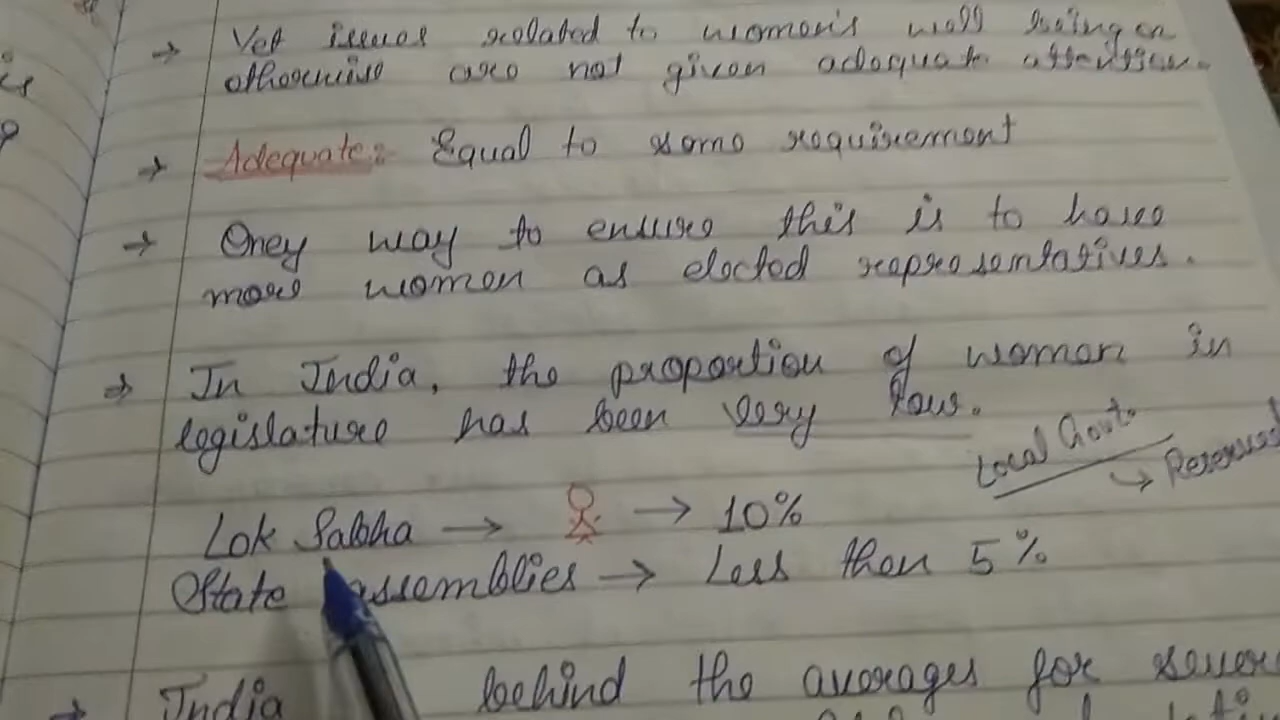 → Yet issues related to women's well being or
otherwise are not given adequate attention.
→ Adequate: Equal to some requirement
→ Oney way to ensure this is to have
more women as elected representatives.
→ In India, the proportion of women in
legislature has been very low.
Local Govt.
→ Reserved
Lok Sabha → → 10%
State assemblies → Less then 5%
→ India behind the averages for